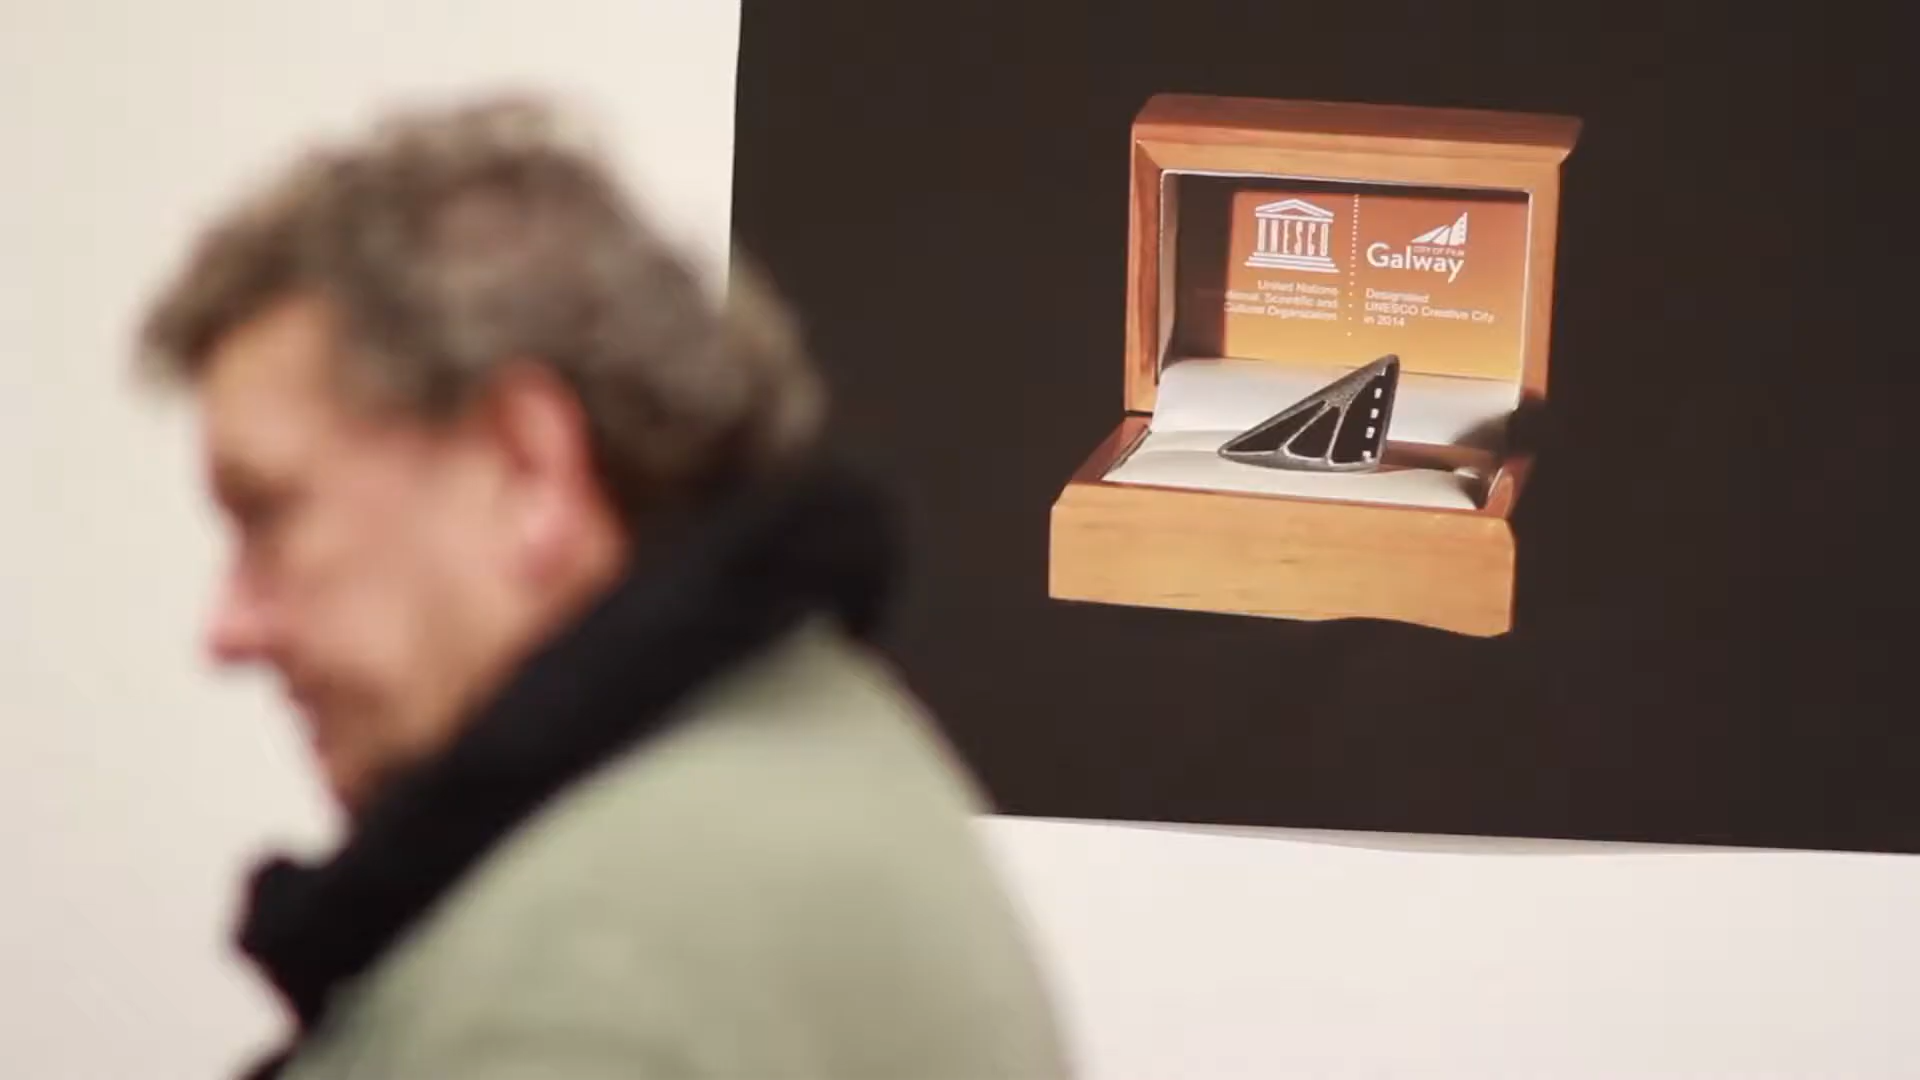 UNESCO
United Nations
Scientific and
Cultural Organization
CITY OF FILM
Galway
Designated
UNESCO Creative City
in 2014